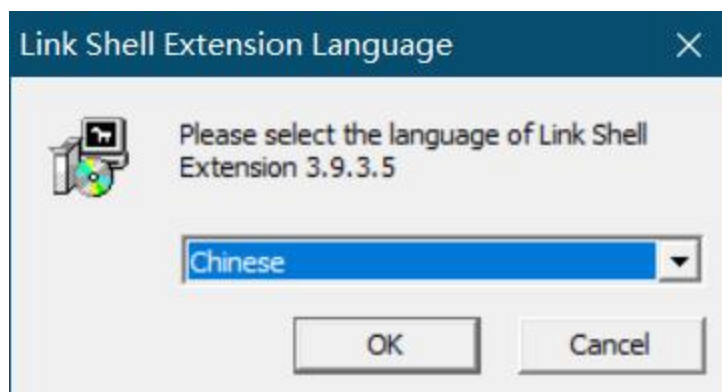 Link Shell Extension Language
Please select the language of Link Shell
Extension 3.9.3.5
Chinese
OK
Cancel